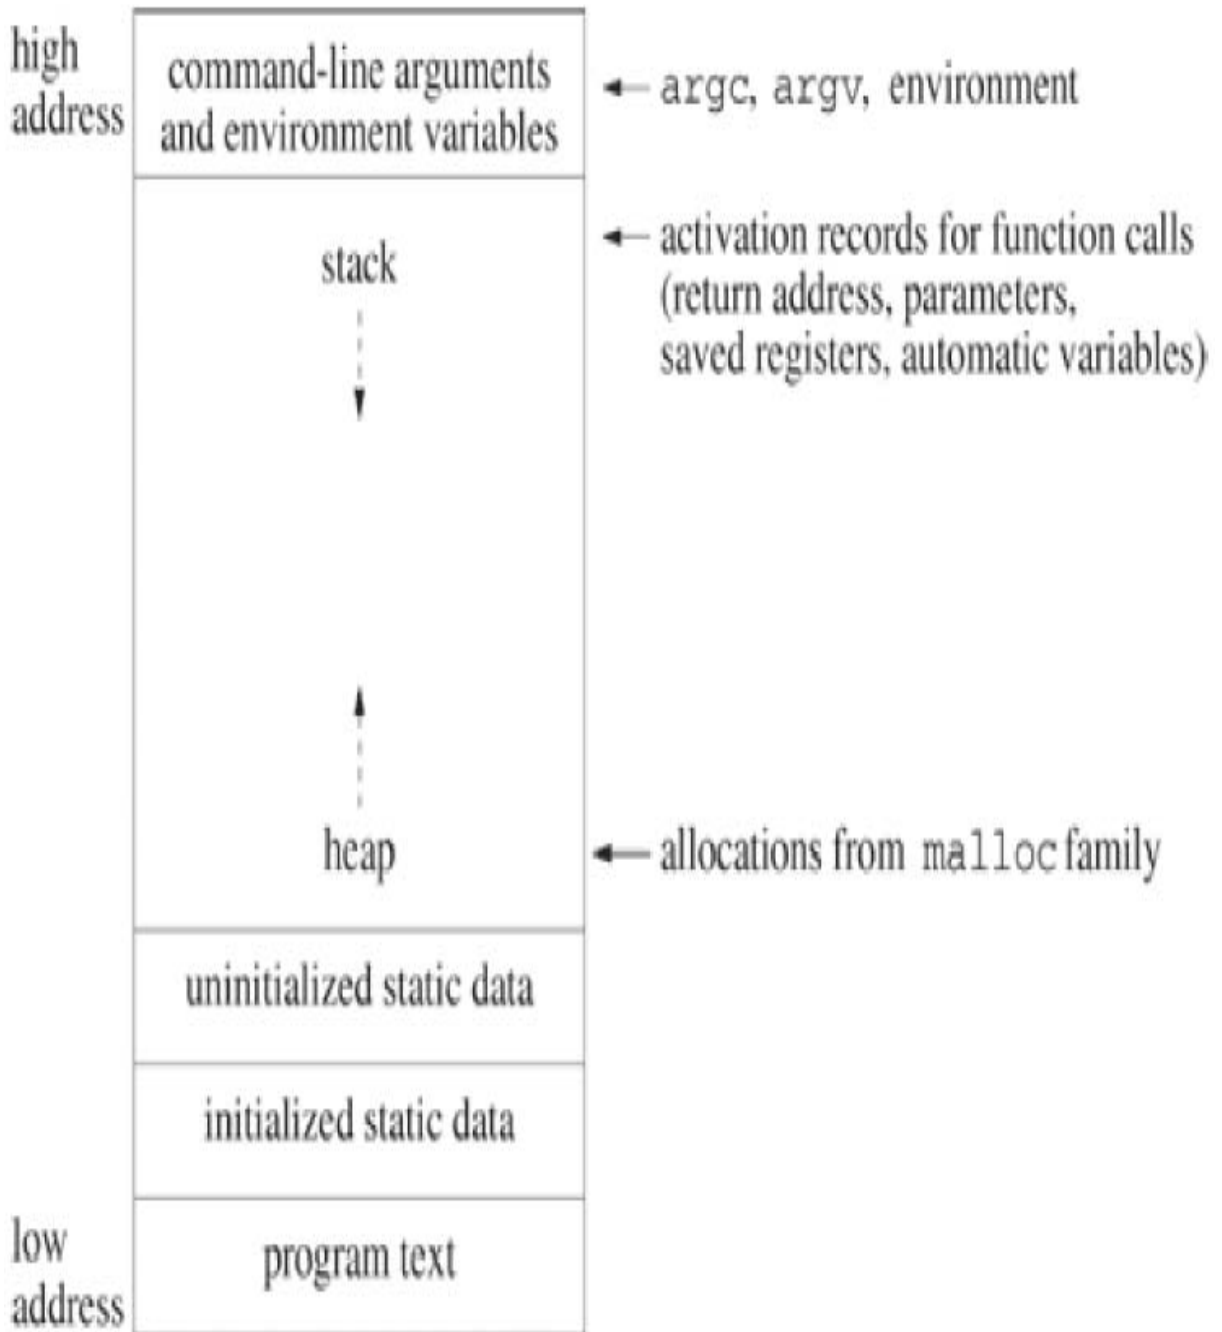 high
address
command-line arguments
and environment variables
argc, argv, environment
stack
activation records for function calls
(return address, parameters,
saved registers, automatic variables)
heap
allocations from malloc family
uninitialized static data
initialized static data
program text
low
address